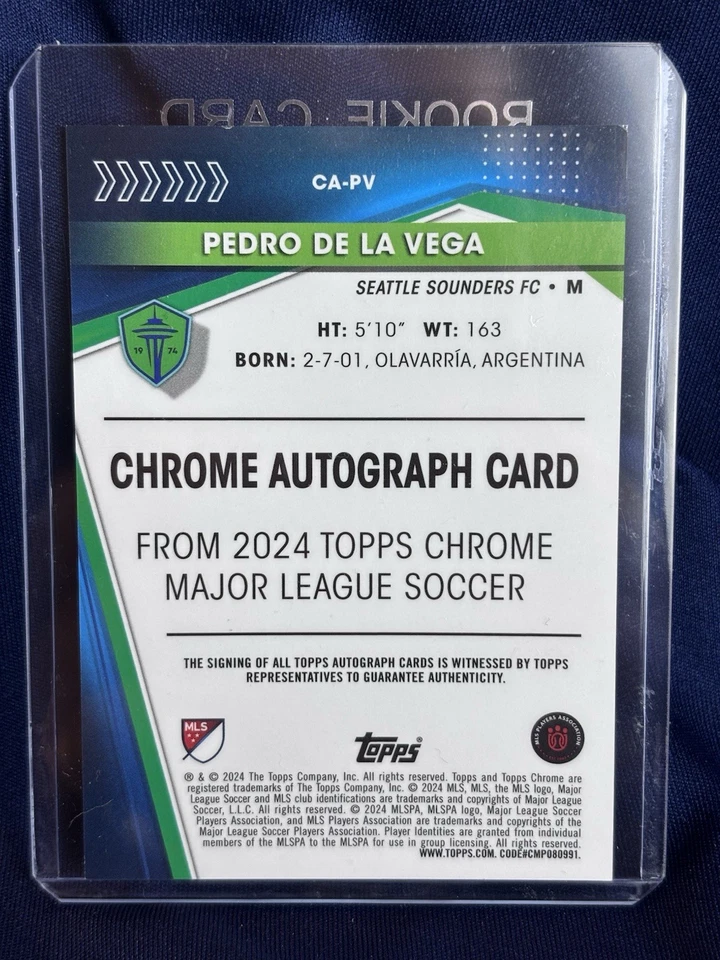 ROOKIE CARD
CA-PV
PEDRO DE LA VEGA
SEATTLE SOUNDERS FC • M
HT: 5'10" WT: 163
19 74
BORN: 2-7-01, OLAVARRÍA, ARGENTINA
CHROME AUTOGRAPH CARD
FROM 2024 TOPPS CHROME
MAJOR LEAGUE SOCCER
THE SIGNING OF ALL TOPPS AUTOGRAPH CARDS IS WITNESSED BY TOPPS
REPRESENTATIVES TO GUARANTEE AUTHENTICITY.
MLS
topps®
MLS PLAYERS ASSOCIATION
® & © 2024 The Topps Company, Inc. All rights reserved. Topps and Topps Chrome are
registered trademarks of The Topps Company, Inc. © 2024 MLS, MLS, the MLS logo, Major
League Soccer and MLS club identifications are trademarks and copyrights of Major League
Soccer, L.L.C. All rights reserved. © 2024 MLSPA, MLSPA logo, Major League Soccer
Players Association, and MLS Players Association are trademarks and copyrights of the
Major League Soccer Players Association. Player Identities are granted from individual
members of the MLSPA to the MLSPA for use in group licensing. All rights reserved.
WWW.TOPPS.COM. CODE#CMP080991.